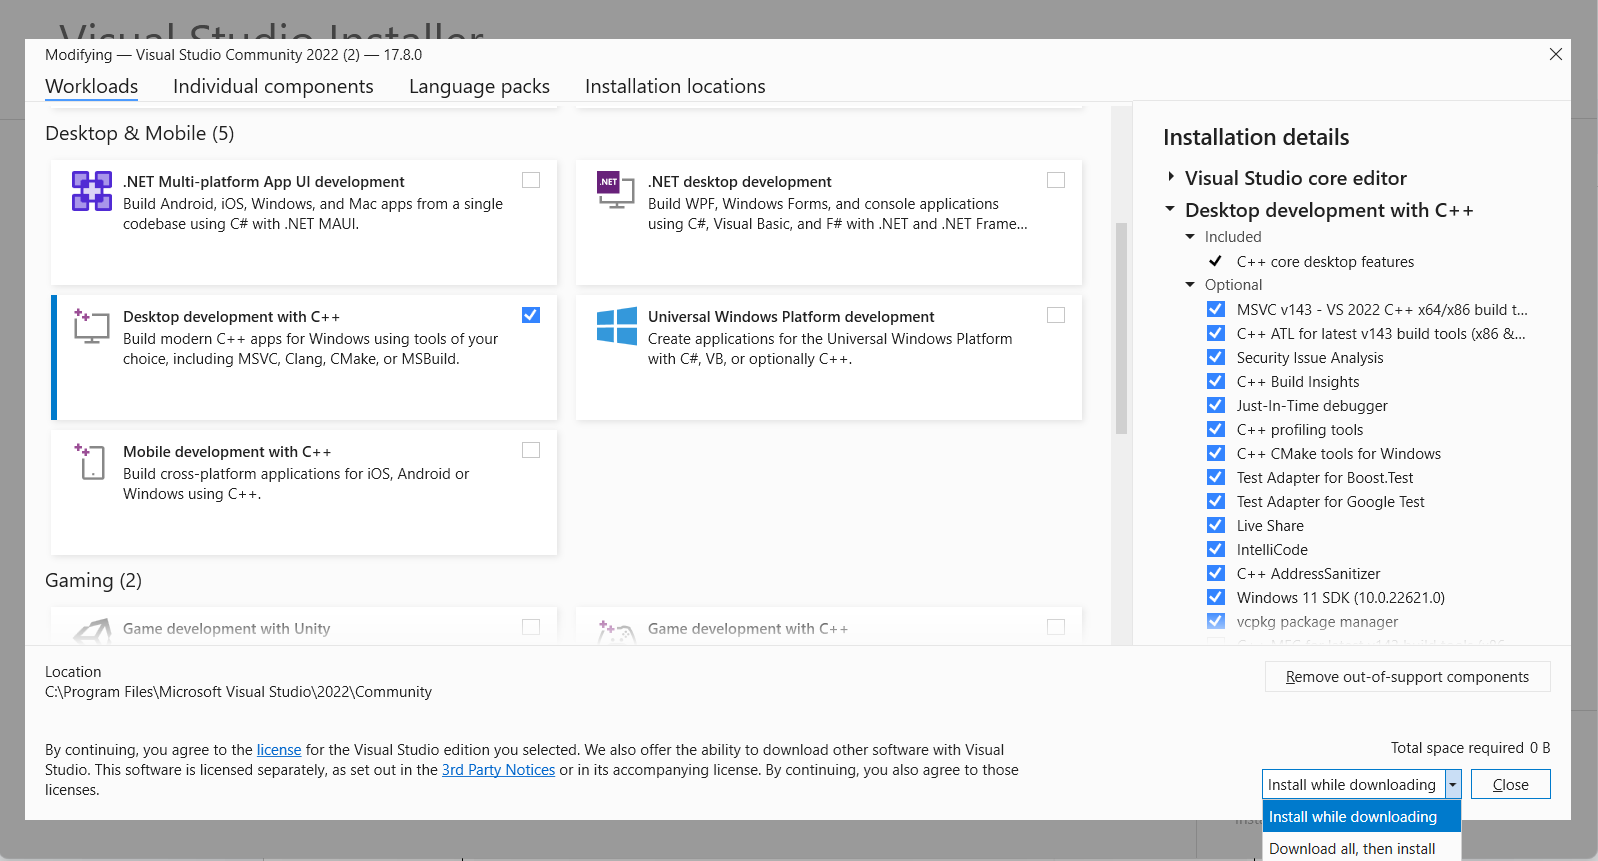 Visual Studio Installer
Modifying — Visual Studio Community 2022 (2) — 17.8.0
Workloads
Individual components
Language packs
Installation locations
Desktop & Mobile (5)
.NET Multi-platform App UI development
Build Android, iOS, Windows, and Mac apps from a single
codebase using C# with .NET MAUI.
.NET
.NET desktop development
Build WPF, Windows Forms, and console applications
using C#, Visual Basic, and F# with .NET and .NET Frame...
Desktop development with C++
Build modern C++ apps for Windows using tools of your
choice, including MSVC, Clang, CMake, or MSBuild.
Universal Windows Platform development
Create applications for the Universal Windows Platform
with C#, VB, or optionally C++.
Mobile development with C++
Build cross-platform applications for iOS, Android or
Windows using C++.
Gaming (2)
Game development with Unity
Game development with C++
Installation details
Visual Studio core editor
Desktop development with C++
Included
C++ core desktop features
Optional
MSVC v143 - VS 2022 C++ x64/x86 build t...
C++ ATL for latest v143 build tools (x86 &...
Security Issue Analysis
C++ Build Insights
Just-In-Time debugger
C++ profiling tools
C++ CMake tools for Windows
Test Adapter for Boost.Test
Test Adapter for Google Test
Live Share
IntelliCode
C++ AddressSanitizer
Windows 11 SDK (10.0.22621.0)
vcpkg package manager
Location
C:\Program Files\Microsoft Visual Studio\2022\Community
Remove out-of-support components
By continuing, you agree to the license for the Visual Studio edition you selected. We also offer the ability to download other software with Visual
Studio. This software is licensed separately, as set out in the 3rd Party Notices or in its accompanying license. By continuing, you also agree to those
licenses.
Total space required 0 B
Install while downloading
Close
Install while downloading
Download all, then install